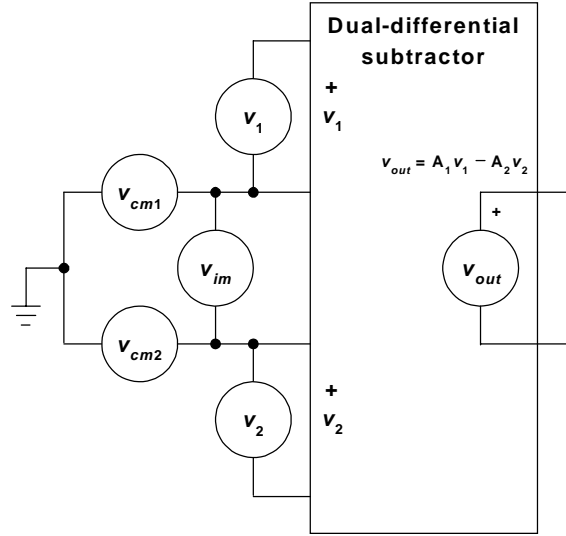 Dual-differential
subtractor
+
v1
v1
vout = A1v1 − A2v2
vcm1
+
vim
vout
vcm2
+
v2
v2